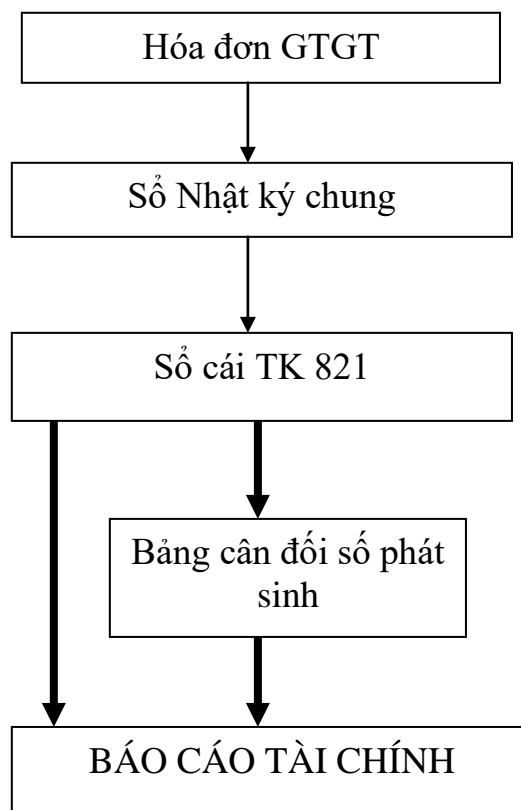 Hóa đơn GTGT
Sổ Nhật ký chung
Sổ cái TK 821
Bảng cân đối số phát
sinh
BÁO CÁO TÀI CHÍNH